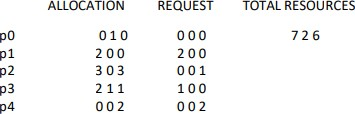 ALLOCATION REQUEST TOTAL RESOURCES
p0 0 1 0 0 0 0 7 2 6
p1 2 0 0 2 0 0
p2 3 0 3 0 0 1
p3 2 1 1 1 0 0
p4 0 0 2 0 0 2